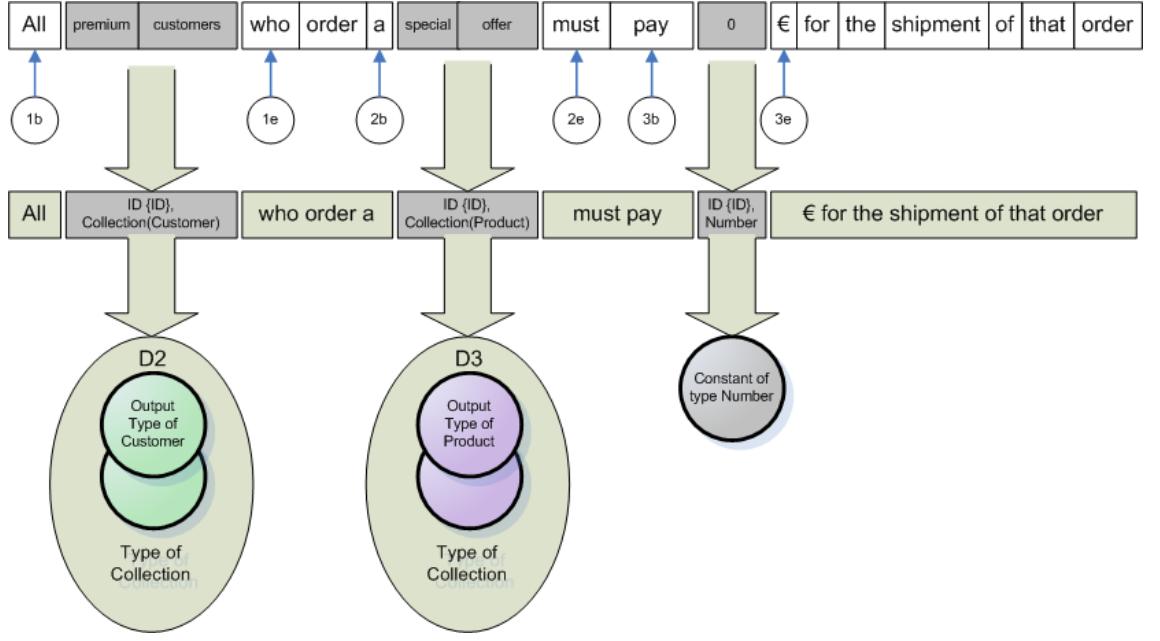 All premium customers who order a special offer must pay 0 € for the shipment of that order
1b 1e 2b 2e 3b 3e
All ID {ID}, Collection(Customer) who order a ID {ID}, Collection(Product) must pay ID {ID}, Number € for the shipment of that order
D2
Output
Type of
Customer
Type of
Collection
D3
Output
Type of
Product
Type of
Collection
Constant of
type Number